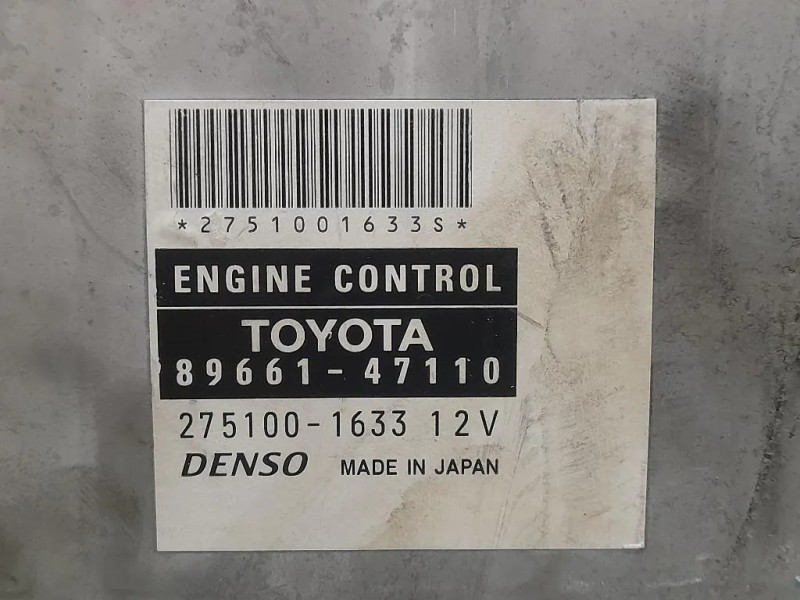 *2751001633S*
ENGINE CONTROL
TOYOTA
89661-47110
275100-1633 12V
DENSO MADE IN JAPAN